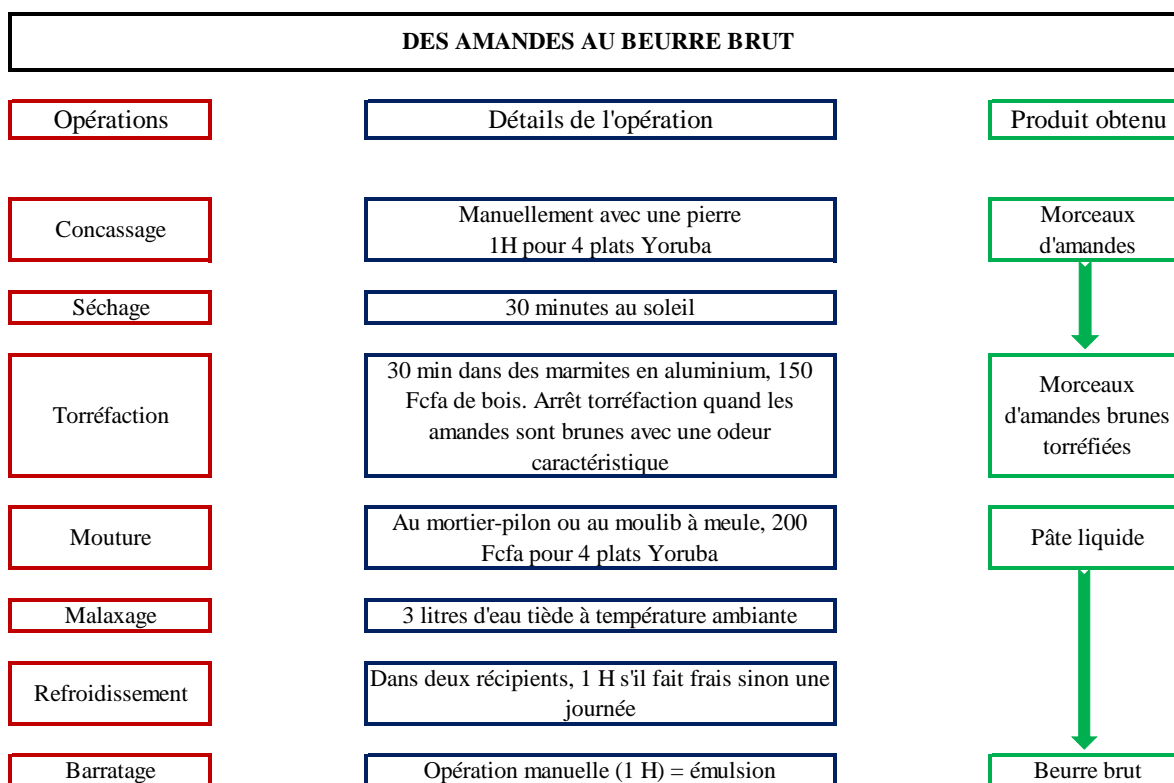 DES AMANDES AU BEURRE BRUT
Opérations
Détails de l'opération
Produit obtenu
Concassage
Manuellement avec une pierre
1H pour 4 plats Yoruba
Morceaux
d'amandes
Séchage
30 minutes au soleil
Torréfaction
30 min dans des marmites en aluminium, 150
Fcfa de bois. Arrêt torréfaction quand les
amandes sont brunes avec une odeur
caractéristique
Morceaux
d'amandes brunes
torréfiées
Mouture
Au mortier-pilon ou au moulib à meule, 200
Fcfa pour 4 plats Yoruba
Pâte liquide
Malaxage
3 litres d'eau tiède à température ambiante
Refroidissement
Dans deux récipients, 1 H s'il fait frais sinon une
journée
Barratage
Opération manuelle (1 H) = émulsion
Beurre brut